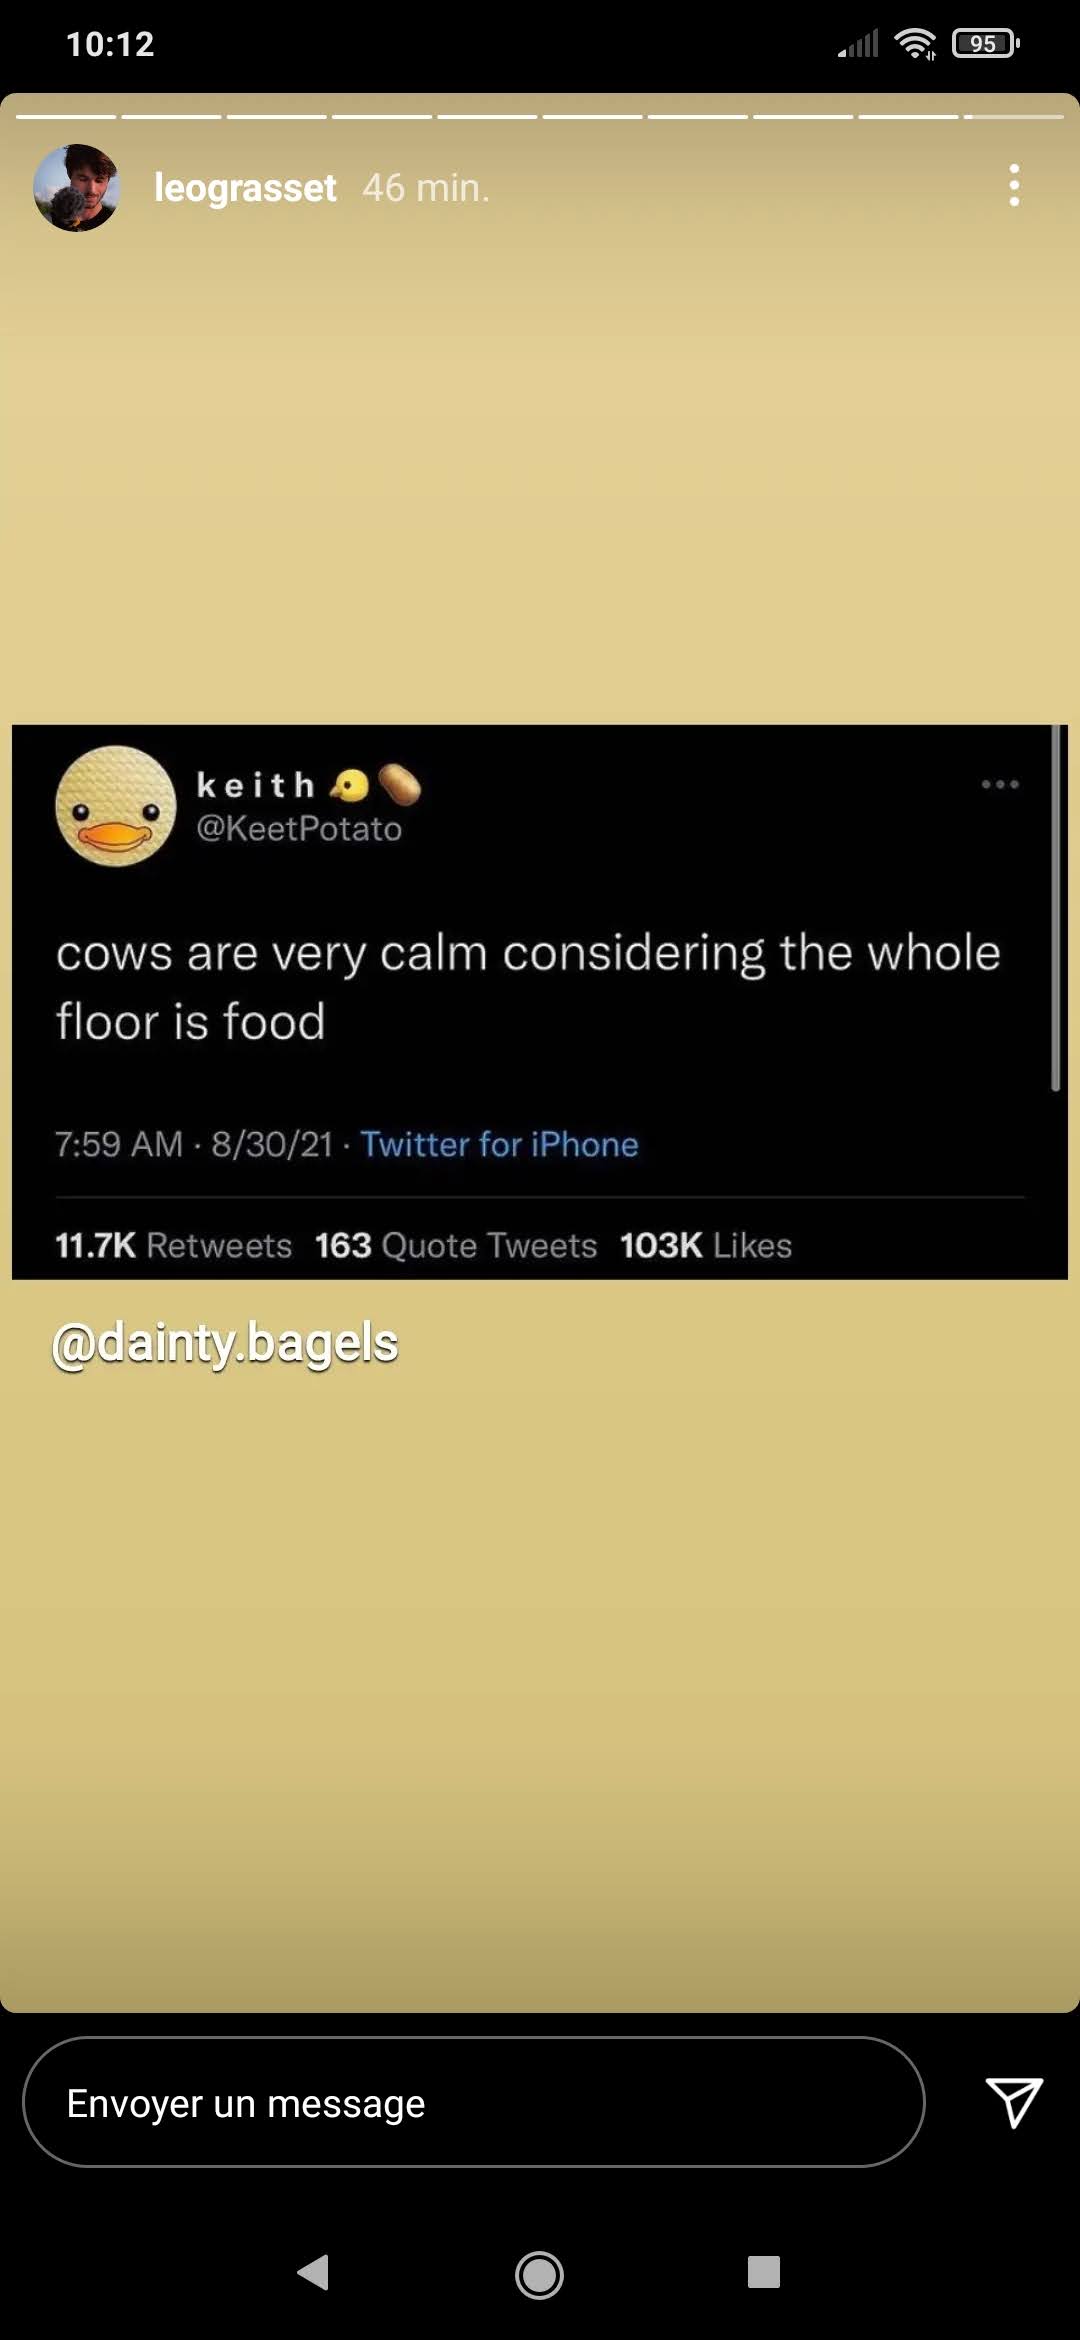 10:12
95
leograsset 46 min.
keith 🐤🥔
@KeetPotato
cows are very calm considering the whole
floor is food
7:59 AM · 8/30/21 · Twitter for iPhone
11.7K Retweets 163 Quote Tweets 103K Likes
@dainty.bagels
Envoyer un message